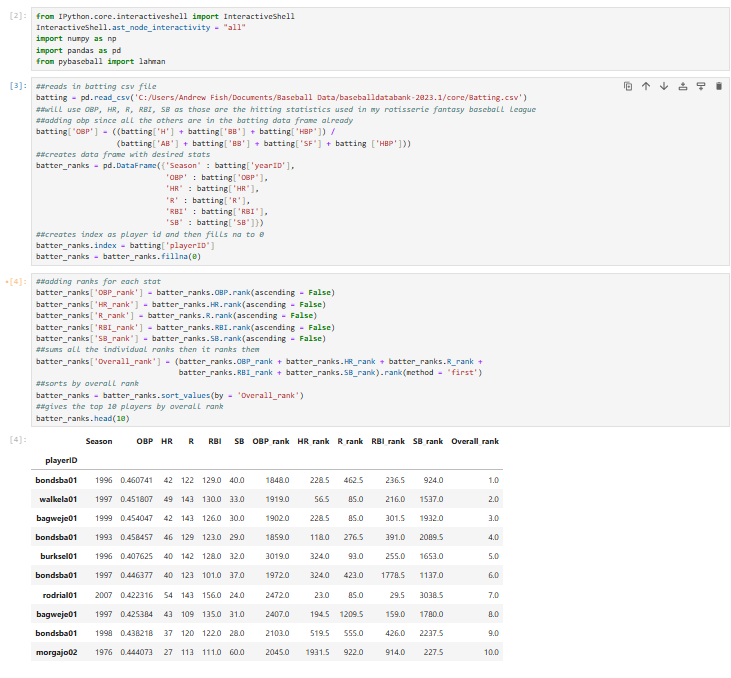 [2]:
from IPython.core.interactiveshell import InteractiveShell
InteractiveShell.ast_node_interactivity = "all"
import numpy as np
import pandas as pd
from pybaseball import lahman
[3]:
##reads in batting csv file
batting = pd.read_csv('C:/Users/Andrew Fish/Documents/Baseball Data/baseballdatabank-2023.1/core/Batting.csv')
##will use OBP, HR, R, RBI, SB as those are the hitting statistics used in my rotisserie fantasy baseball league
##adding obp since all the others are in the batting data frame already
batting['OBP'] = ((batting['H'] + batting['BB'] + batting['HBP']) /
(batting['AB'] + batting['BB'] + batting['SF'] + batting ['HBP']))
##creates data frame with desired stats
batter_ranks = pd.DataFrame({'Season' : batting['yearID'],
'OBP' : batting['OBP'],
'HR' : batting['HR'],
'R' : batting['R'],
'RBI' : batting['RBI'],
'SB' : batting['SB']})
##creates index as player id and then fills na to 0
batter_ranks.index = batting['playerID']
batter_ranks = batter_ranks.fillna(0)
[4]:
##adding ranks for each stat
batter_ranks['OBP_rank'] = batter_ranks.OBP.rank(ascending = False)
batter_ranks['HR_rank'] = batter_ranks.HR.rank(ascending = False)
batter_ranks['R_rank'] = batter_ranks.R.rank(ascending = False)
batter_ranks['RBI_rank'] = batter_ranks.RBI.rank(ascending = False)
batter_ranks['SB_rank'] = batter_ranks.SB.rank(ascending = False)
##sums all the individual ranks then it ranks them
batter_ranks['Overall_rank'] = (batter_ranks.OBP_rank + batter_ranks.HR_rank + batter_ranks.R_rank +
batter_ranks.RBI_rank + batter_ranks.SB_rank).rank(method = 'first')
##sorts by overall rank
batter_ranks = batter_ranks.sort_values(by = 'Overall_rank')
##gives the top 10 players by overall rank
batter_ranks.head(10)
[4]:
Season OBP HR R RBI SB OBP_rank HR_rank R_rank RBI_rank SB_rank Overall_rank
playerID
bondsba01 1996 0.460741 42 122 129.0 40.0 1848.0 228.5 462.5 236.5 924.0 1.0
walkela01 1997 0.451807 49 143 130.0 33.0 1919.0 56.5 85.0 216.0 1537.0 2.0
bagweje01 1999 0.454047 42 143 126.0 30.0 1902.0 228.5 85.0 301.5 1932.0 3.0
bondsba01 1993 0.458457 46 129 123.0 29.0 1859.0 118.0 276.5 391.0 2089.5 4.0
burksel01 1996 0.407625 40 142 128.0 32.0 3019.0 324.0 93.0 255.0 1653.0 5.0
bondsba01 1997 0.446377 40 123 101.0 37.0 1972.0 324.0 423.0 1778.5 1137.0 6.0
rodrial01 2007 0.422316 54 143 156.0 24.0 2472.0 23.0 85.0 29.5 3038.5 7.0
bagweje01 1997 0.425384 43 109 135.0 31.0 2407.0 194.5 1209.5 159.0 1780.0 8.0
bondsba01 1998 0.438218 37 120 122.0 28.0 2103.0 519.5 555.0 426.0 2237.5 9.0
morgajo02 1976 0.444073 27 113 111.0 60.0 2045.0 1931.5 922.0 914.0 227.5 10.0